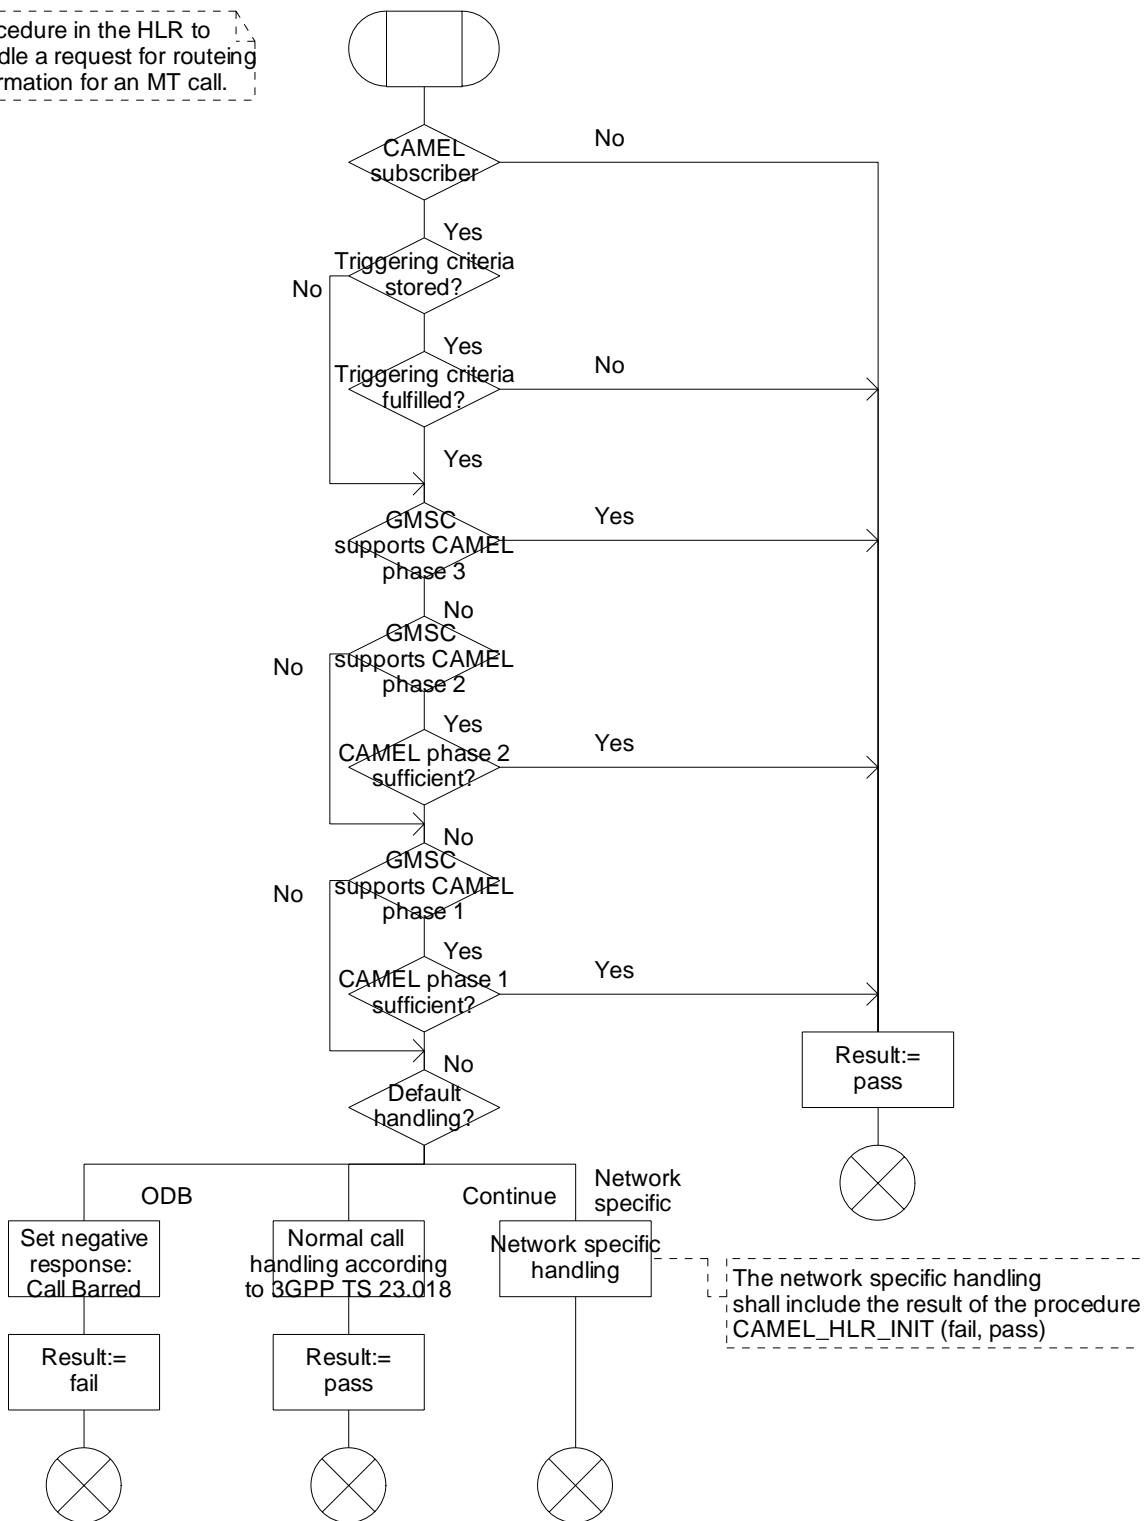 cedure in the HLR to
dle a request for routeing
rmation for an MT call.
CAMEL
subscriber
No
Yes
Triggering criteria
stored?
No
Yes
Triggering criteria
fulfilled?
No
Yes
GMSC
supports CAMEL
phase 3
Yes
No
GMSC
supports CAMEL
phase 2
No
Yes
CAMEL phase 2
sufficient?
Yes
No
GMSC
supports CAMEL
phase 1
No
Yes
CAMEL phase 1
sufficient?
Yes
No
Default
handling?
Result:=
pass
ODB
Continue
Network
specific
Set negative
response:
Call Barred
Normal call
handling according
to 3GPP TS 23.018
Network specific
handling
The network specific handling
shall include the result of the procedure
CAMEL_HLR_INIT (fail, pass)
Result:=
fail
Result:=
pass